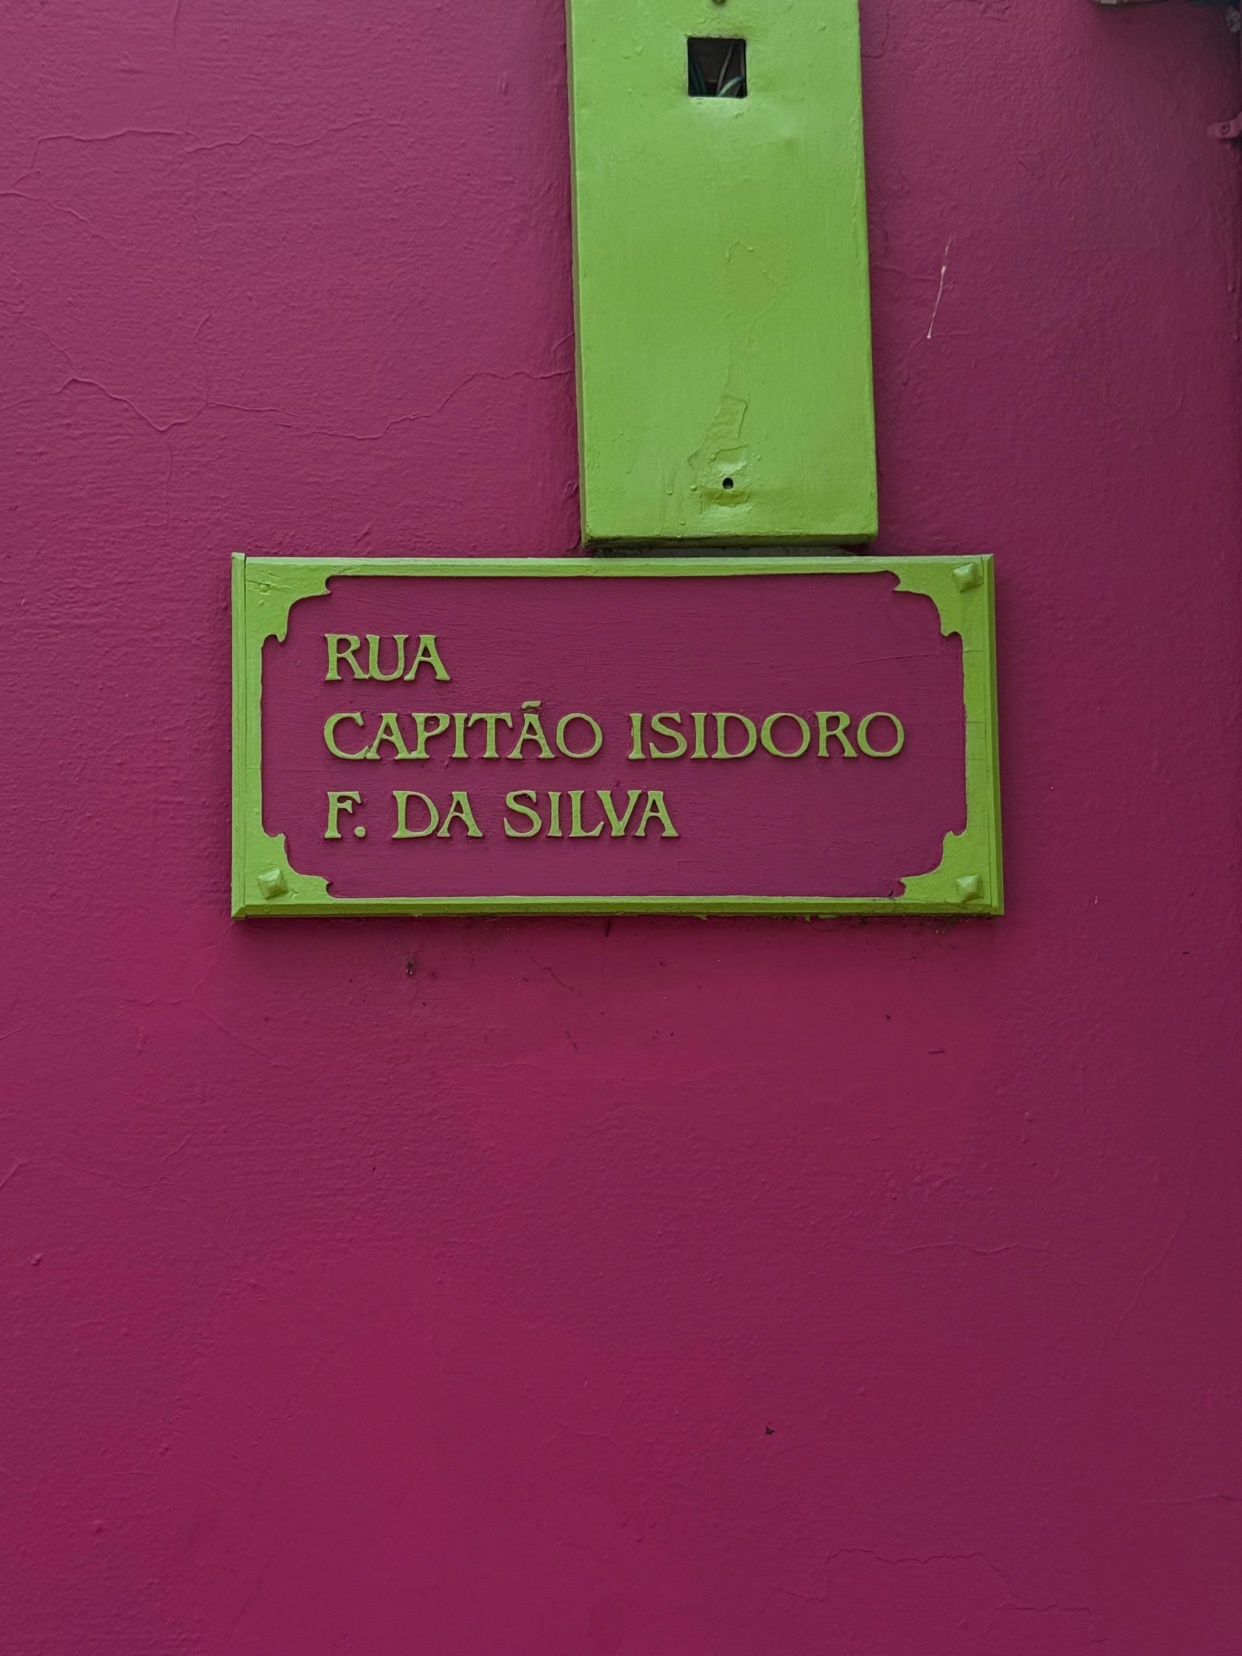 RUA
CAPITÃO ISIDORO
F. DA SILVA